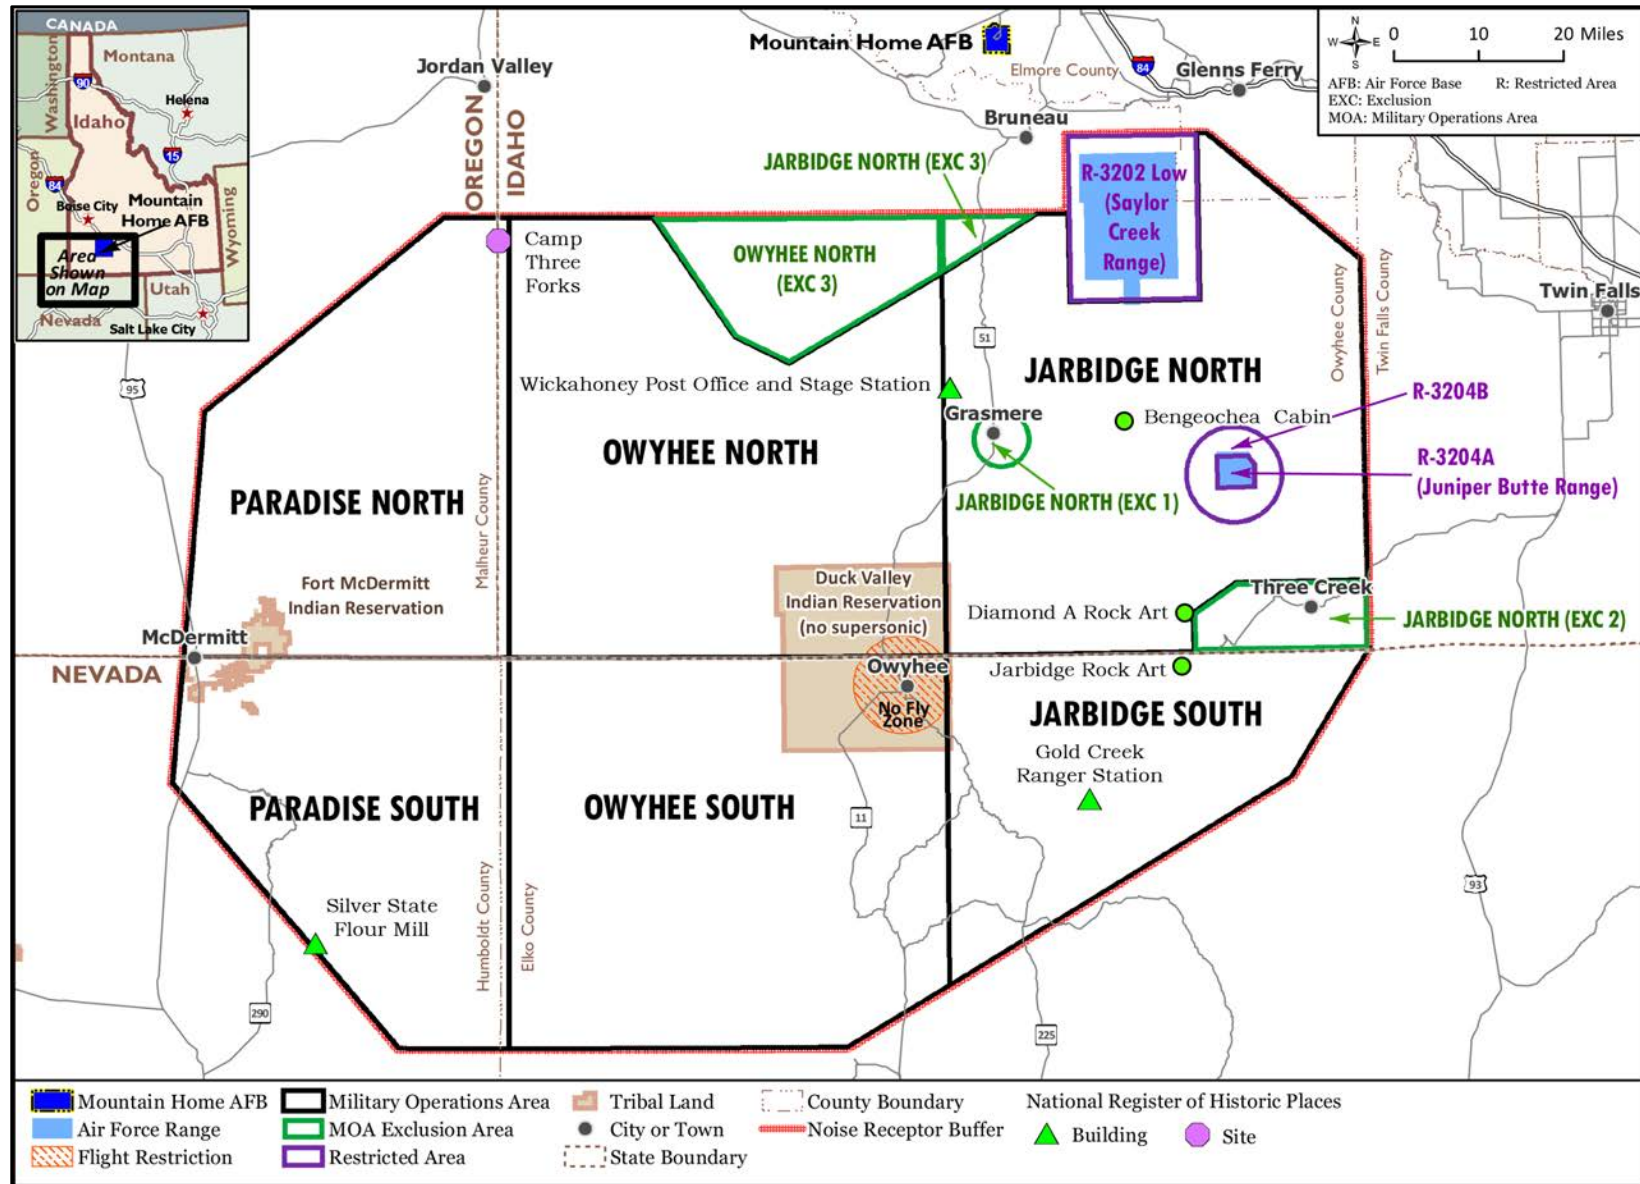 CANADA
Washington
Montana
90
Helena
Idaho
15
Oregon
84
Boise City
Mountain
Home AFB
Wyoming
Area
Shown
on Map
Utah
Nevada
Salt Lake City
Jordan Valley
OREGON
IDAHO
Mountain Home AFB
Elmore County
84
Glenns Ferry
Bruneau
N
W E
S
0 10 20 Miles
AFB: Air Force Base R: Restricted Area
EXC: Exclusion
MOA: Military Operations Area
JARBIDGE NORTH (EXC 3)
R-3202 Low
(Saylor
Creek
Range)
Camp
Three
Forks
OWYHEE NORTH
(EXC 3)
Owyhee County
Twin Falls County
Twin Falls
95
51
Wickahoney Post Office and Stage Station
JARBIDGE NORTH
Grasmere
Bengeochea Cabin
R-3204B
R-3204A
(Juniper Butte Range)
OWYHEE NORTH
PARADISE NORTH
JARBIDGE NORTH (EXC 1)
Malheur County
Fort McDermitt
Indian Reservation
Duck Valley
Indian Reservation
(no supersonic)
Three Creek
Diamond A Rock Art
JARBIDGE NORTH (EXC 2)
McDermitt
NEVADA
Owyhee
No Fly
Zone
Jarbidge Rock Art
JARBIDGE SOUTH
Gold Creek
Ranger Station
PARADISE SOUTH
OWYHEE SOUTH
11
93
Silver State
Flour Mill
Humboldt County
Elko County
290
225
Mountain Home AFB
Air Force Range
Flight Restriction
Military Operations Area
MOA Exclusion Area
Restricted Area
Tribal Land
City or Town
State Boundary
County Boundary
Noise Receptor Buffer
National Register of Historic Places
Building
Site